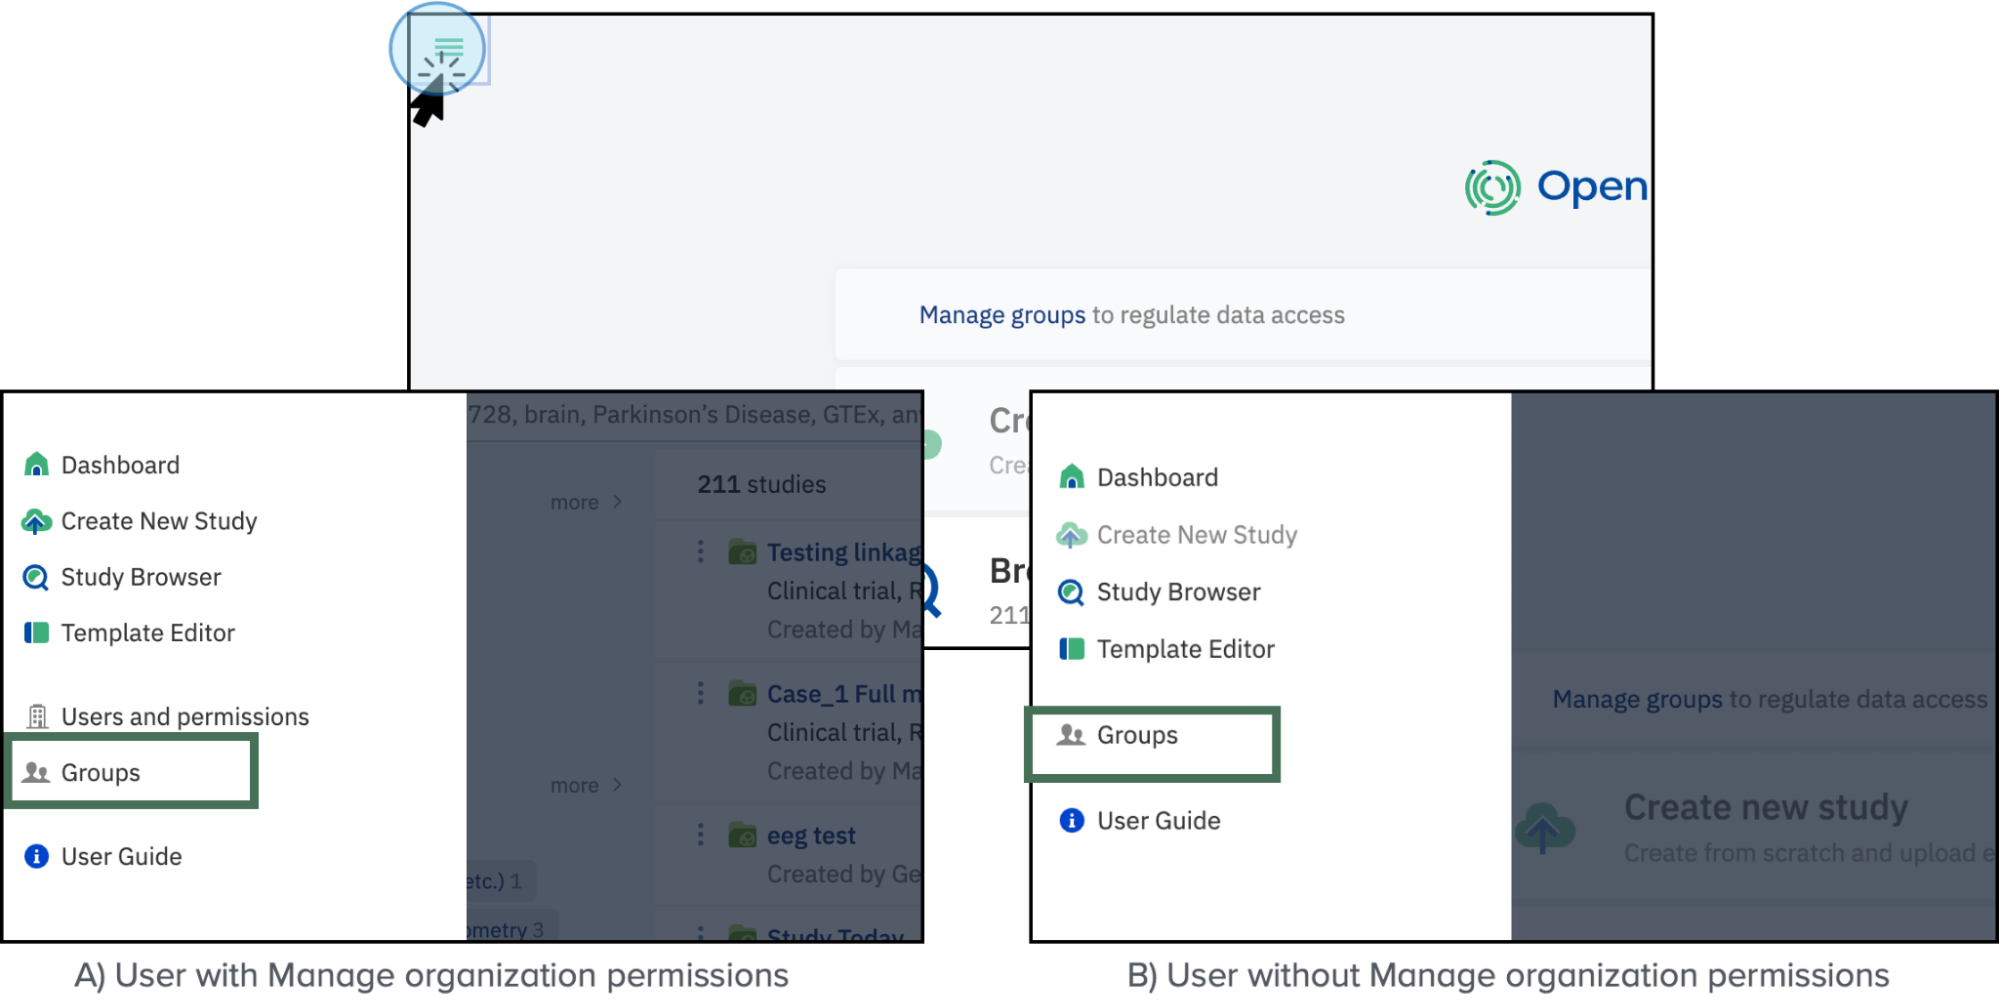 Open
Manage groups to regulate data access
Dashboard
Create New Study
Study Browser
Template Editor
Users and permissions
Groups
User Guide
728, brain, Parkinson's Disease, GTEx, an
more
211 studies
Testing linkag
Clinical trial, R
Created by Ma
Case_1 Full m
Clinical trial, R
Created by Ma
more
eeg test
Created by Ge
etc.) 1
ometry 3
Study Today
Cre
Crea
Bro
211
Dashboard
Create New Study
Study Browser
Template Editor
Groups
User Guide
Manage groups to regulate data access
Create new study
Create from scratch and upload e
A) User with Manage organization permissions
B) User without Manage organization permissions